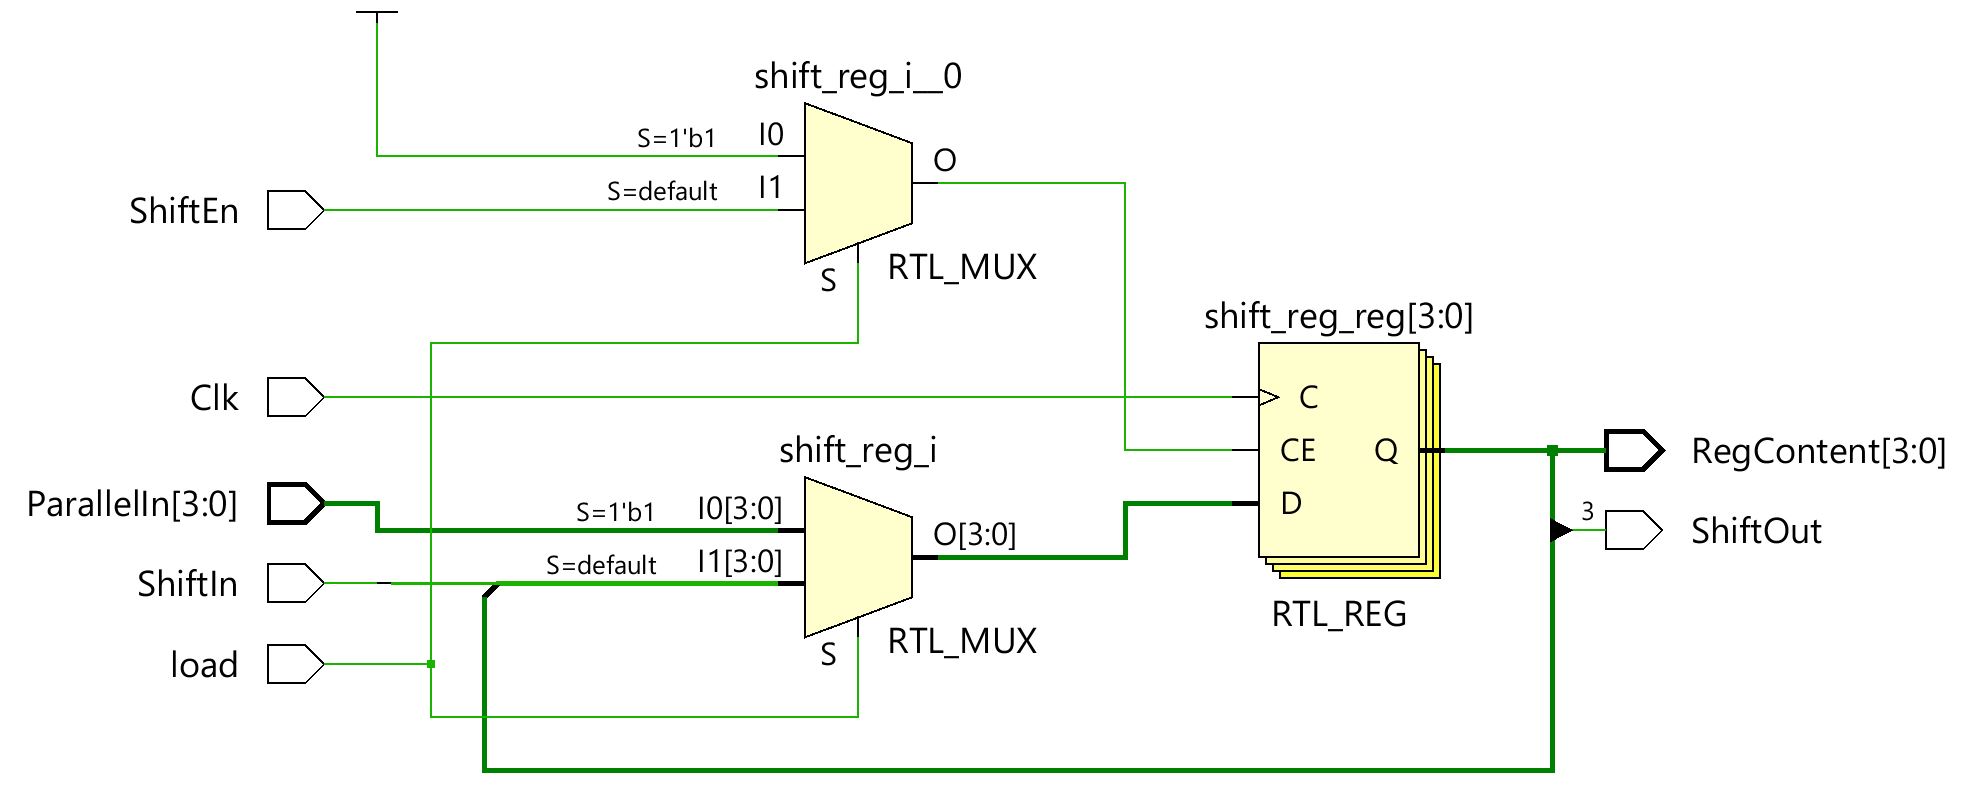 shift_reg_i__0
S=1'b1
I0
O
S=default
I1
ShiftEn
S
RTL_MUX
shift_reg_reg[3:0]
Clk
C
shift_reg_i
CE
Q
RegContent[3:0]
ParallelIn[3:0]
S=1'b1
I0[3:0]
D
3
O[3:0]
ShiftOut
S=default
I1[3:0]
ShiftIn
RTL_REG
S
RTL_MUX
load